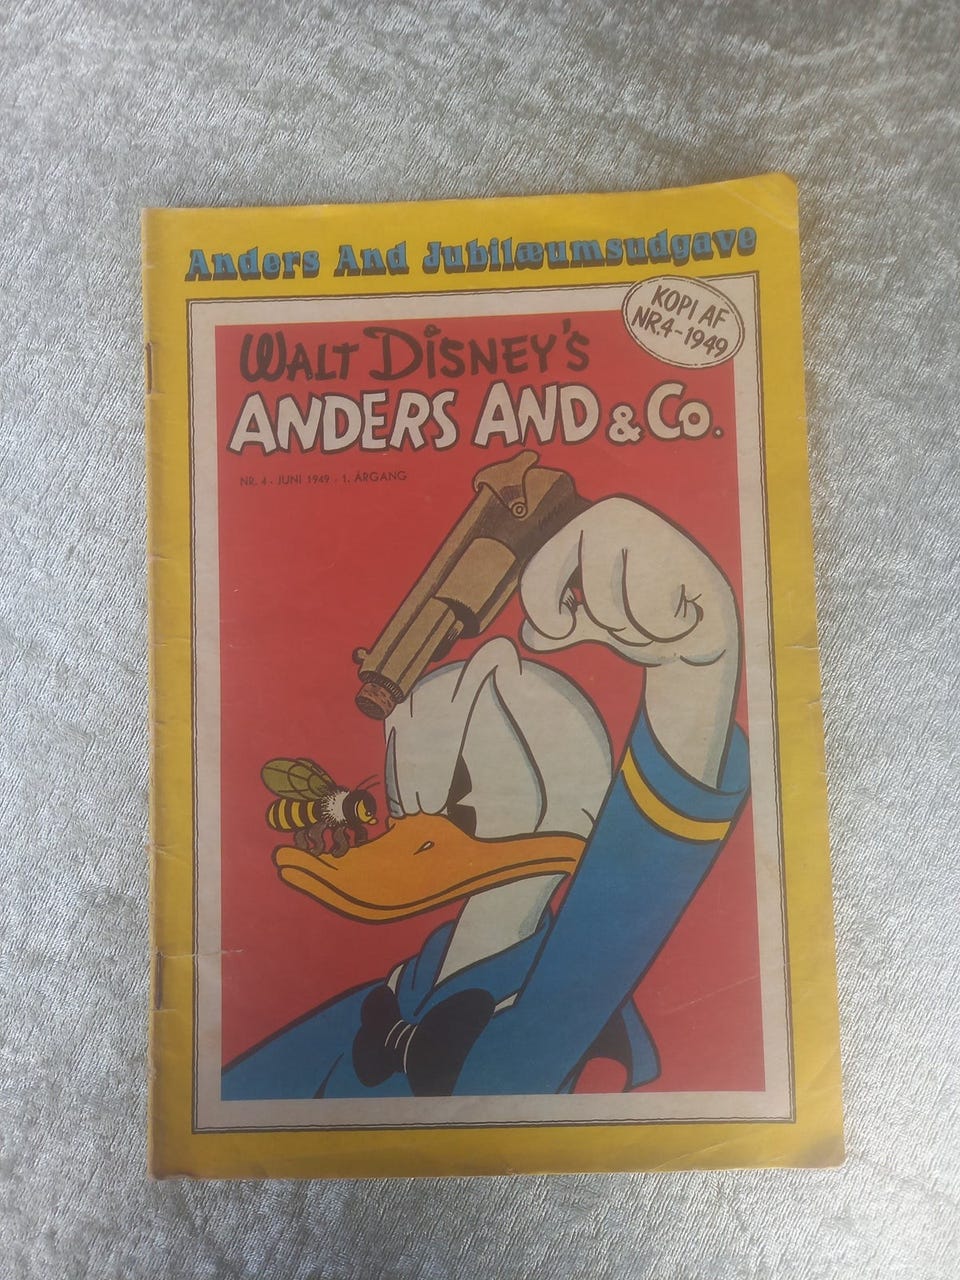 Anders And Jubilæumsudgave
KOPI AF
NR.4-1949
WALT DISNEY'S
ANDERS AND & Co.
NR. 4 - JUNI 1949 - 1. ÅRGANG